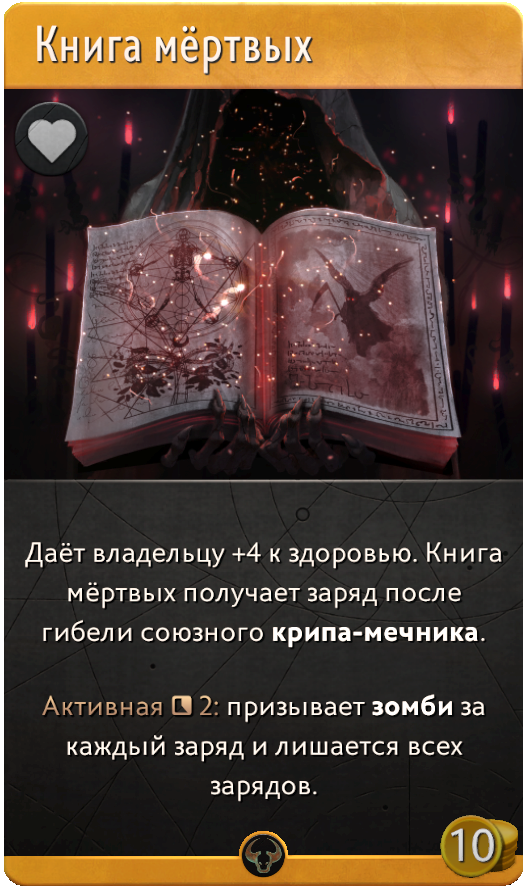 Книга мёртвых
Даёт владельцу +4 к здоровью. Книга
мёртвых получает заряд после
гибели союзного крипа-мечника.
Активная 2: призывает зомби за
каждый заряд и лишается всех
зарядов.
10